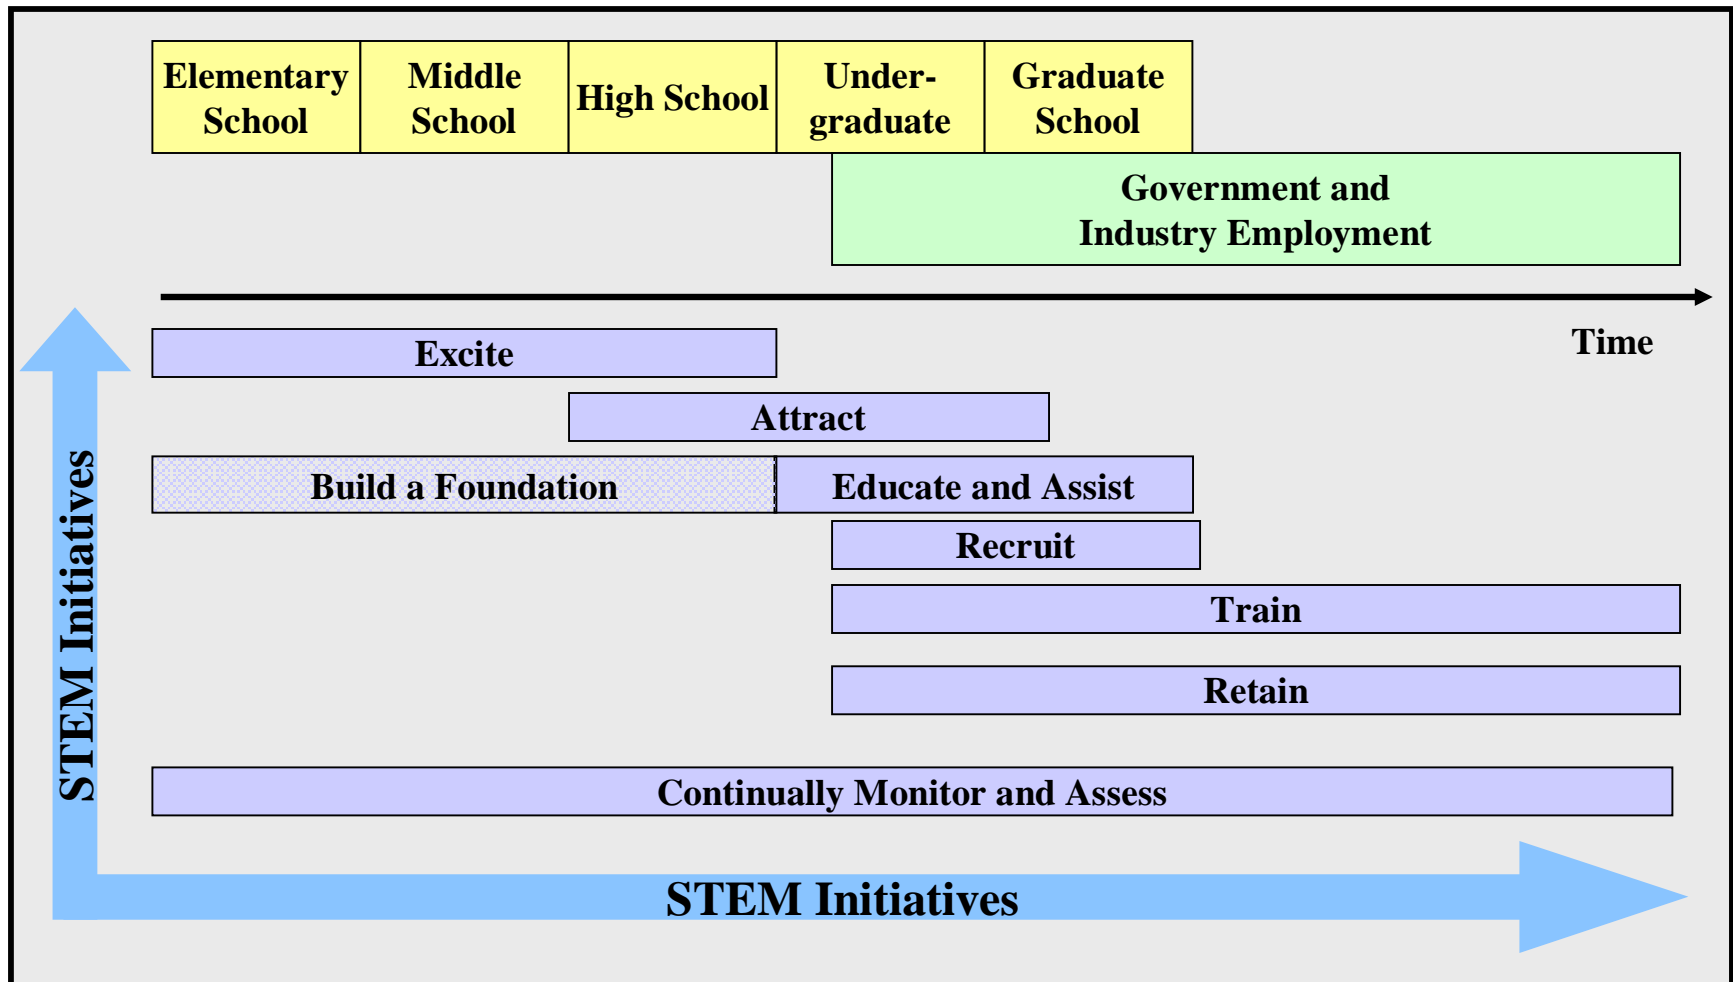 Elementary
School
Middle
School
High School
Under-
graduate
Graduate
School
Government and
Industry Employment
Time
Excite
Attract
Build a Foundation
Educate and Assist
Recruit
Train
Retain
Continually Monitor and Assess
STEM Initiatives
STEM Initiatives